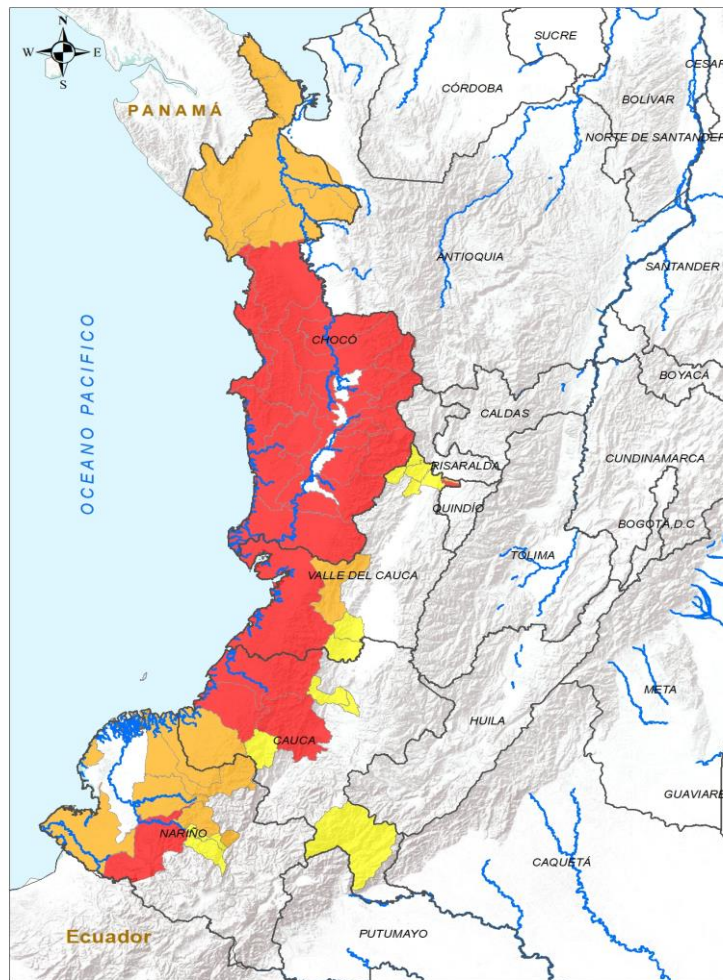 N
W E
S
PANAMÁ
SUCRE
CÓRDOBA
CESAR
BOLÍVAR
NORTE DE SANTANDER
ANTIOQUIA
SANTANDER
OCEANO PACIFICO
CHOCÓ
BOYACÁ
CALDAS
CUNDINAMARCA
RISARALDA
QUINDÍO
BOGOTÁ,D.C
TOLIMA
VALLE DEL CAUCA
META
HUILA
CAUCA
GUAVIARE
NARIÑO
CAQUETÁ
Ecuador
PUTUMAYO